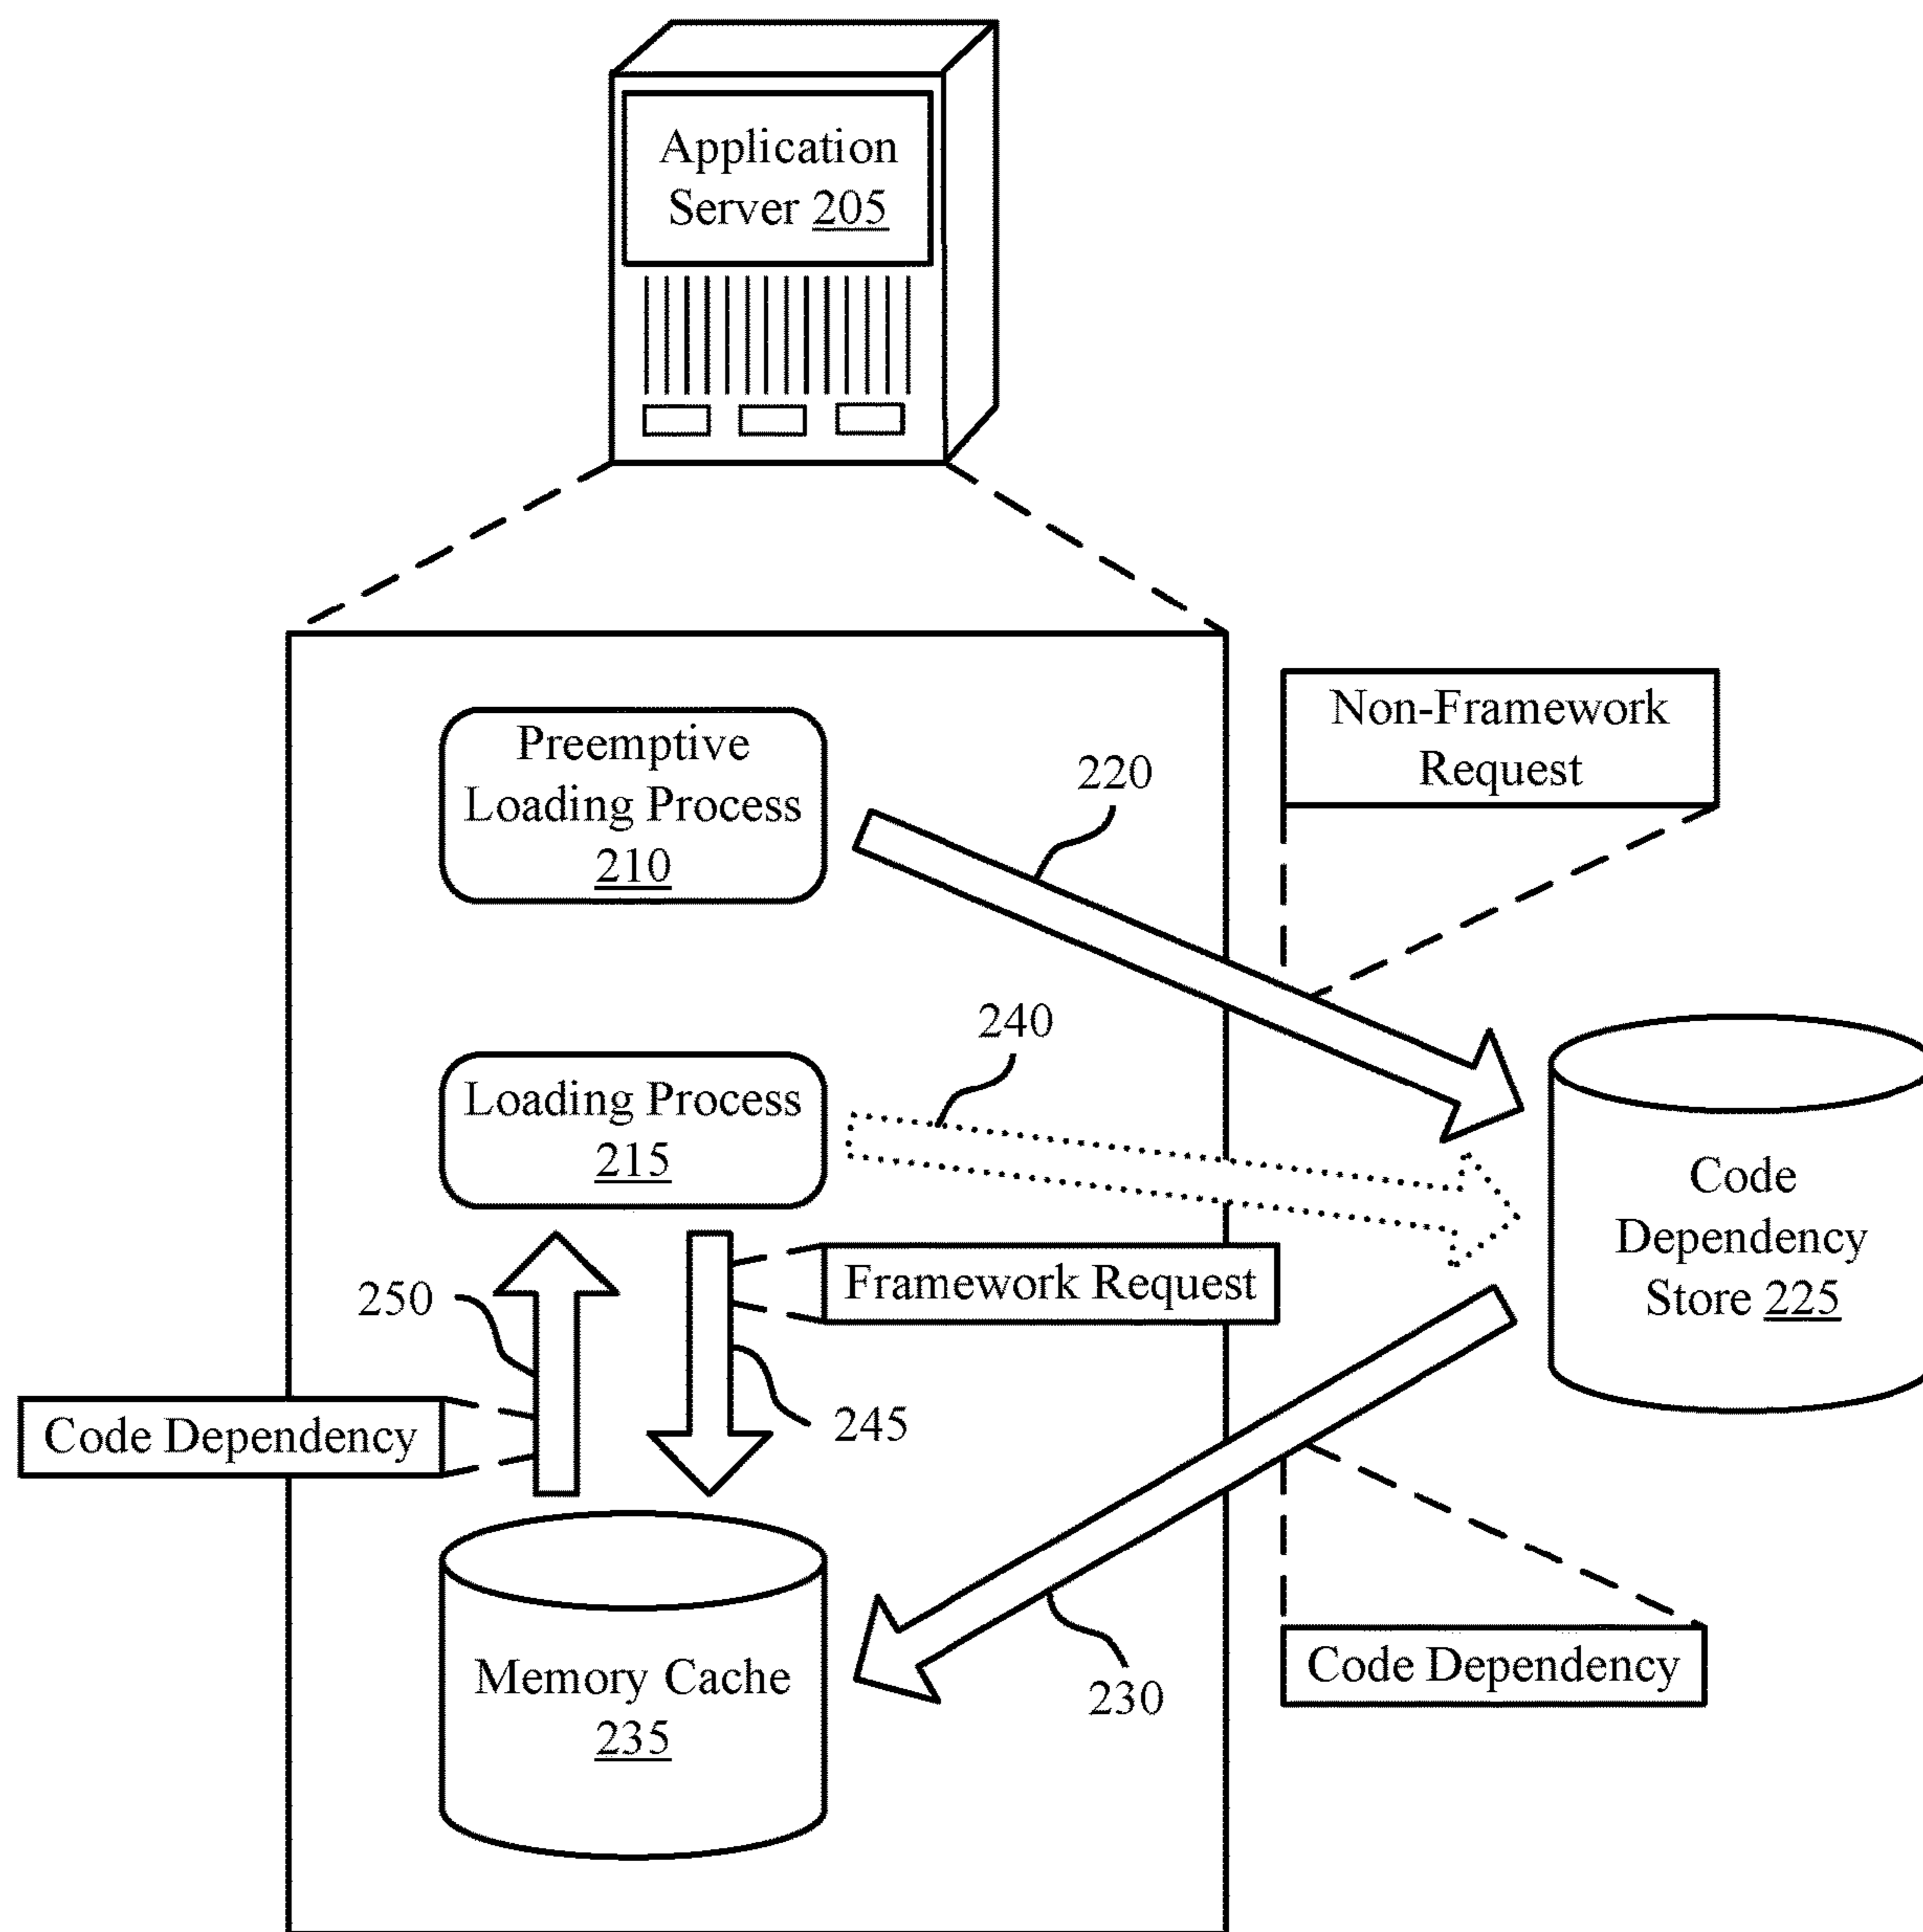 Application
Server 205
Non-Framework
Request
Preemptive
Loading Process
210
220
240
Loading Process
215
Code
Dependency
Store 225
Framework Request
250
245
Code Dependency
Memory Cache
235
230
Code Dependency